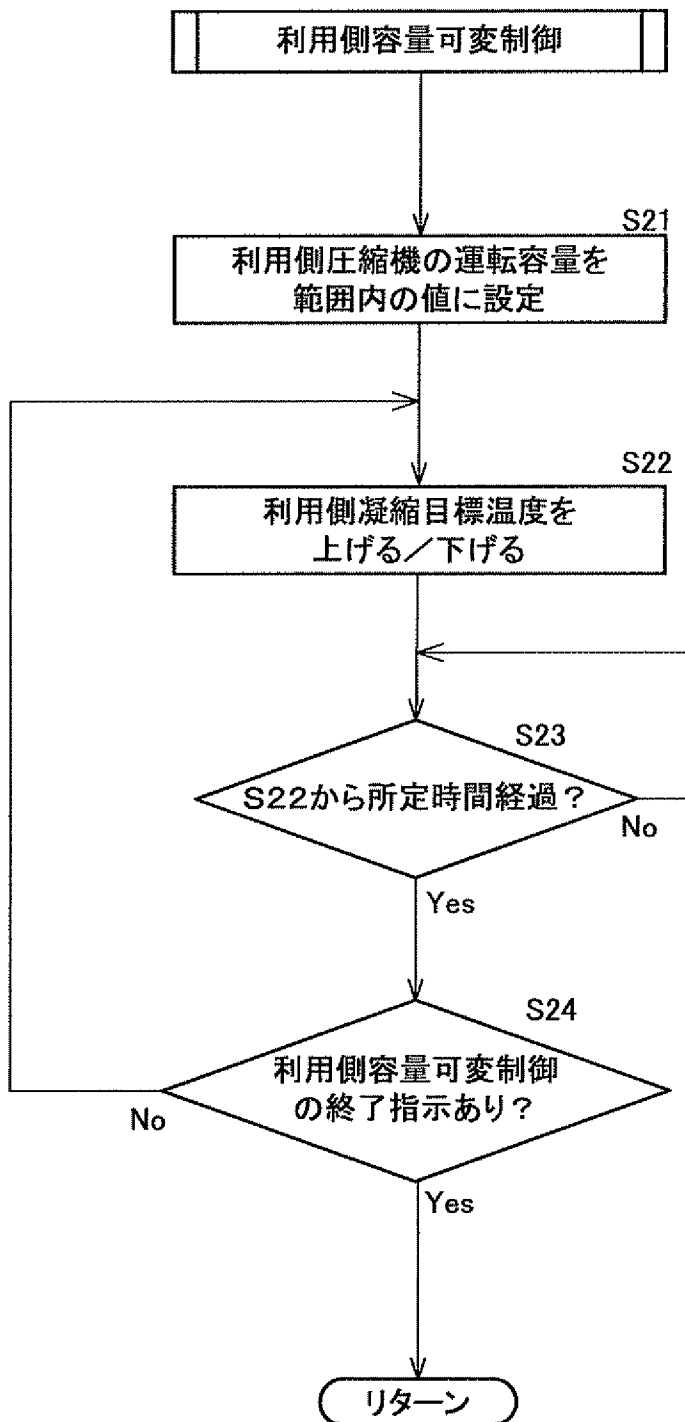 利用側容量可変制御
S21
利用側圧縮機の運転容量を
範囲内の値に設定
S22
利用側凝縮目標温度を
上げる／下げる
S23
S22から所定時間経過？
No
Yes
S24
利用側容量可変制御
の終了指示あり？
No
Yes
リターン